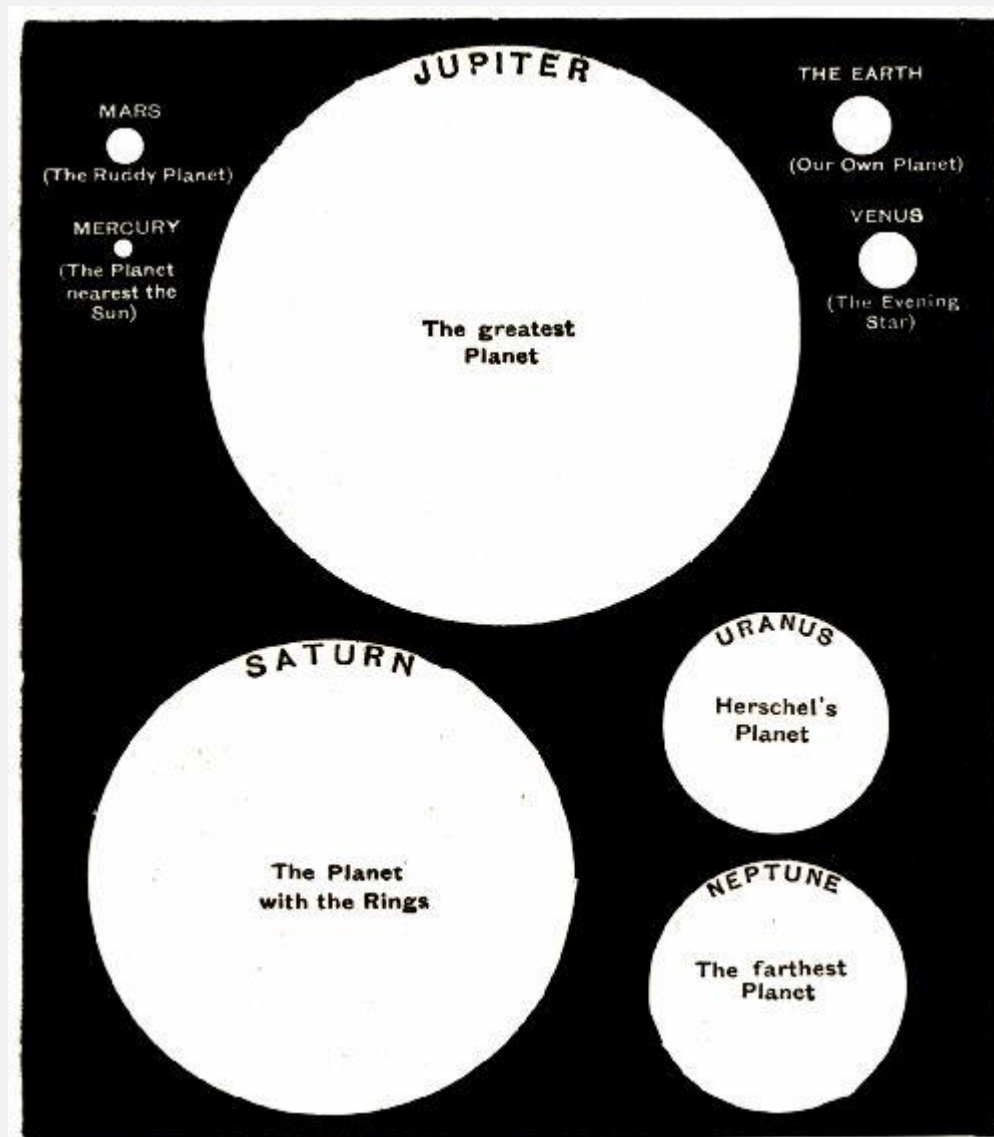 JUPITER
The greatest
Planet
MARS
(The Ruddy Planet)
MERCURY
(The Planet
nearest the
Sun)
THE EARTH
(Our Own Planet)
VENUS
(The Evening
Star)
SATURN
The Planet
with the Rings
URANUS
Herschel's
Planet
NEPTUNE
The farthest
Planet